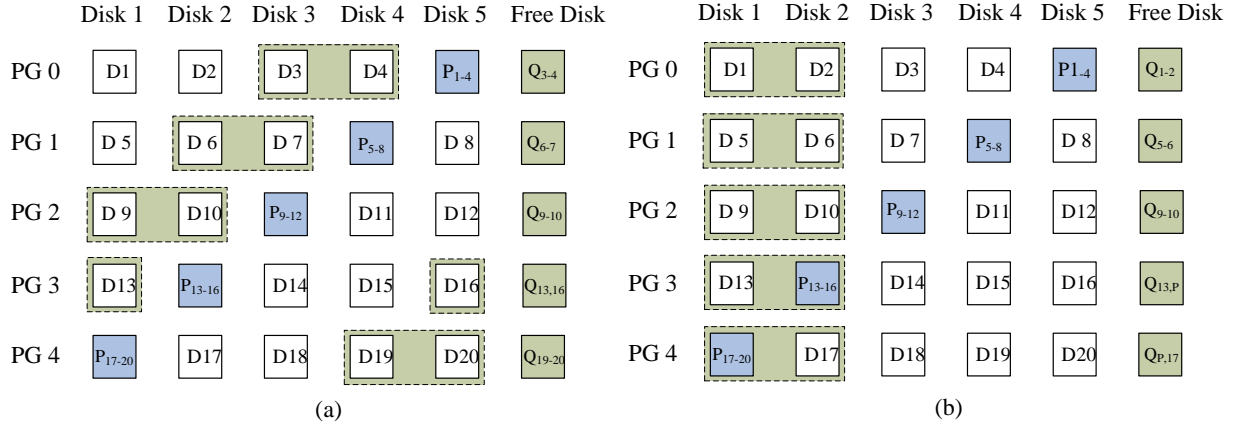 Disk 1 Disk 2 Disk 3 Disk 4 Disk 5 Free Disk
PG 0 D1 D2 D3 D4 P1-4 Q3-4
PG 1 D 5 D 6 D 7 P5-8 D 8 Q6-7
PG 2 D 9 D10 P9-12 D11 D12 Q9-10
PG 3 D13 P13-16 D14 D15 D16 Q13,16
PG 4 P17-20 D17 D18 D19 D20 Q19-20
(a)
Disk 1 Disk 2 Disk 3 Disk 4 Disk 5 Free Disk
PG 0 D1 D2 D3 D4 P1-4 Q1-2
PG 1 D 5 D 6 D 7 P5-8 D 8 Q5-6
PG 2 D 9 D10 P9-12 D11 D12 Q9-10
PG 3 D13 P13-16 D14 D15 D16 Q13,P
PG 4 P17-20 D17 D18 D19 D20 QP,17
(b)